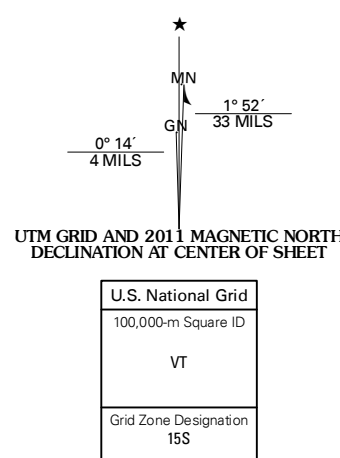 ★
MN
1° 52´
33 MILS
GN
0° 14´
4 MILS
UTM GRID AND 2011 MAGNETIC NORTH
DECLINATION AT CENTER OF SHEET
U.S. National Grid
100,000-m Square ID
VT
Grid Zone Designation
15S